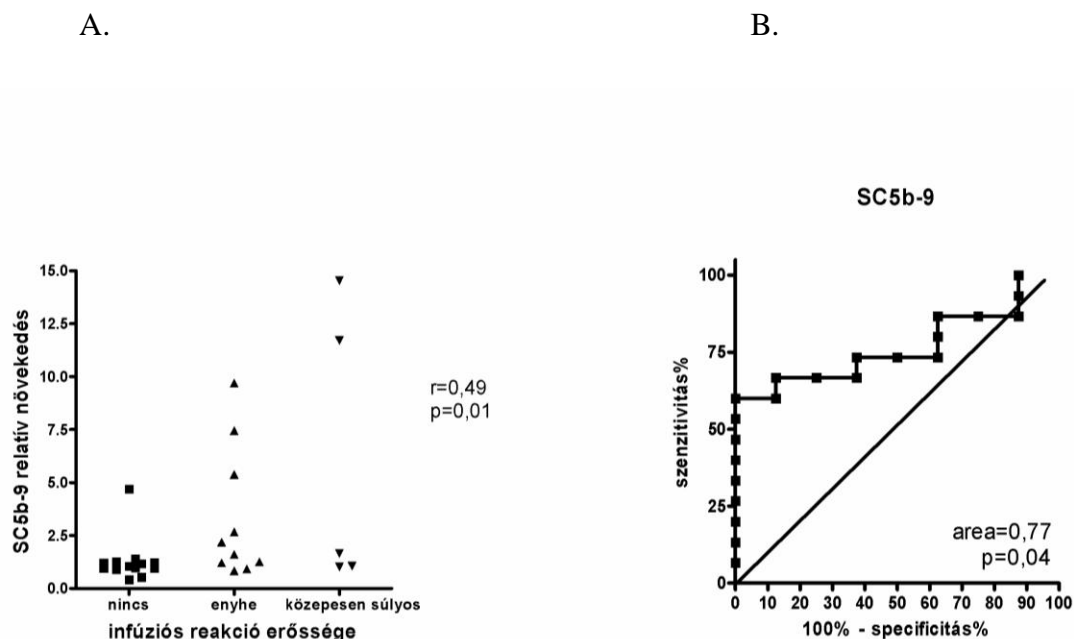 A.
B.
SC5b-9 relatív növekedés
15.0
12.5
10.0
7.5
5.0
2.5
0.0
nincs
enyhe
közepesen súlyos
infúziós reakció erőssége
r=0,49
p=0,01
SC5b-9
szenzitivitás%
100
75
50
25
0
0 10 20 30 40 50 60 70 80 90 100
100% - specificitás%
area=0,77
p=0,04